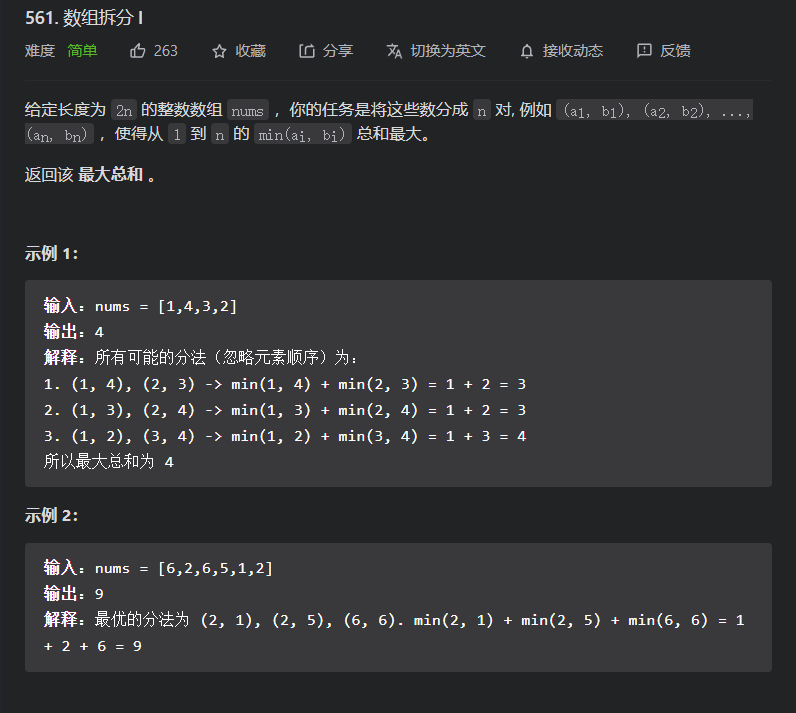 561. 数组拆分 I
难度 简单 263 收藏 分享 切换为英文 接收动态 反馈
给定长度为 2n 的整数数组 nums ，你的任务是将这些数分成 n 对, 例如 (a1, b1), (a2, b2), ...,
(an, bn) ，使得从 1 到 n 的 min(ai, bi) 总和最大。
返回该 最大总和 。
示例 1：
输入：nums = [1,4,3,2]
输出：4
解释：所有可能的分法（忽略元素顺序）为：
1. (1, 4), (2, 3) -> min(1, 4) + min(2, 3) = 1 + 2 = 3
2. (1, 3), (2, 4) -> min(1, 3) + min(2, 4) = 1 + 2 = 3
3. (1, 2), (3, 4) -> min(1, 2) + min(3, 4) = 1 + 3 = 4
所以最大总和为 4
示例 2：
输入：nums = [6,2,6,5,1,2]
输出：9
解释：最优的分法为 (2, 1), (2, 5), (6, 6). min(2, 1) + min(2, 5) + min(6, 6) = 1
+ 2 + 6 = 9